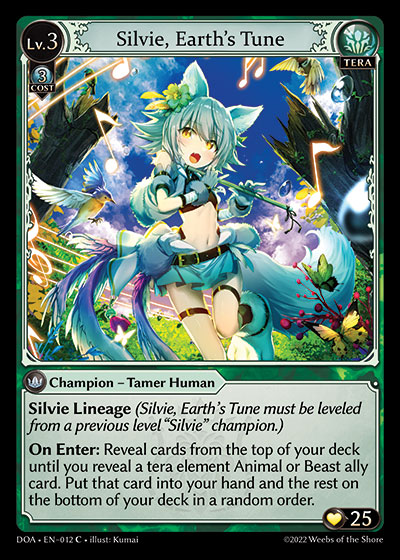 Lv.3
Silvie, Earth's Tune
TERA
3
COST
Champion – Tamer Human
Silvie Lineage (Silvie, Earth's Tune must be leveled
from a previous level "Silvie" champion.)
On Enter: Reveal cards from the top of your deck
until you reveal a tera element Animal or Beast ally
card. Put that card into your hand and the rest on
the bottom of your deck in a random order.
25
DOA • EN-012 C • illust: Kumai
©2022 Weebs of the Shore